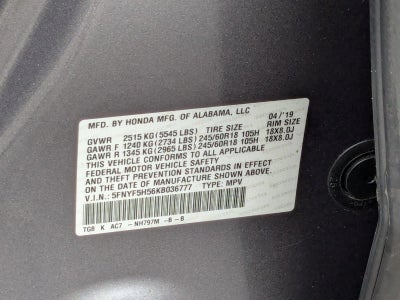 MFD. BY HONDA MFG. OF ALABAMA, LLC 04/'19
GVWR 2515 KG (5545 LBS) TIRE SIZE RIM SIZE
GAWR F 1240 KG (2734 LBS) 245/60R18 105H 18X8.0J
GAWR R 1345 KG (2965 LBS) 245/60R18 105H 18X8.0J
THIS VEHICLE CONFORMS TO ALL APPLICABLE
FEDERAL MOTOR VEHICLE SAFETY
AND THEFT PREVENTION STANDARDS IN EFFECT
ON THE DATE OF MANUFACTURE SHOWN ABOVE.
V.I.N.: 5FNYF5H56KB036777 TYPE: MPV
TG8 K AC7 -NH797M -B-B